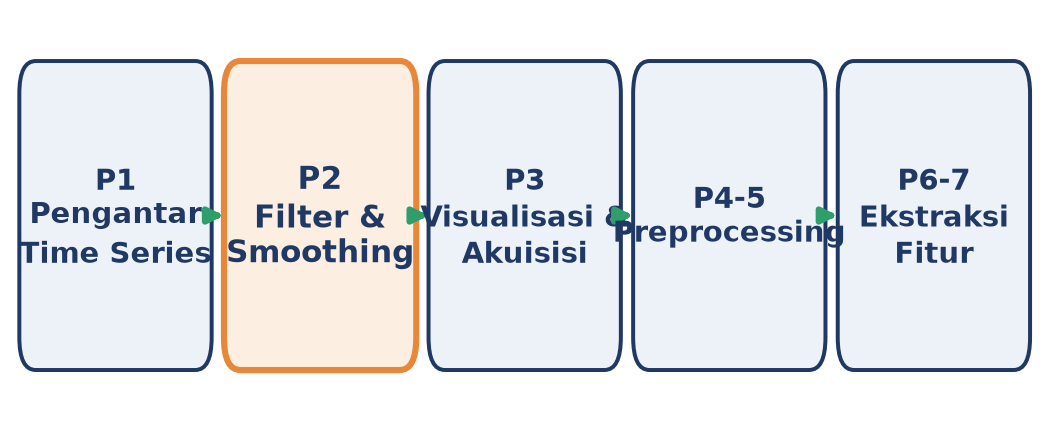 P1
Pengantar
Time Series
P2
Filter &
Smoothing
P3
Visualisasi &
Akuisisi
P4-5
Preprocessing
P6-7
Ekstraksi
Fitur